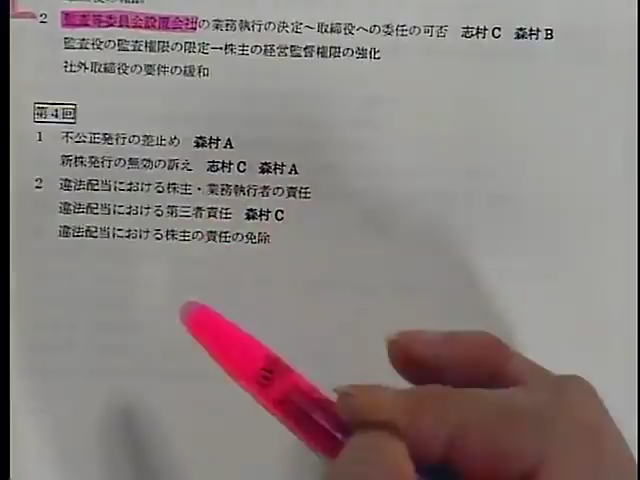 2 監査等委員会設置会社の業務執行の決定〜取締役への委任の可否 志村C 森村B
監査役の監査権限の限定―株主の経営監督権限の強化
社外取締役の要件の緩和
第4回
1 不公正発行の差止め 森村A
新株発行の無効の訴え 志村C 森村A
2 違法配当における株主・業務執行者の責任
違法配当における第三者責任 森村C
違法配当における株主の責任の免除